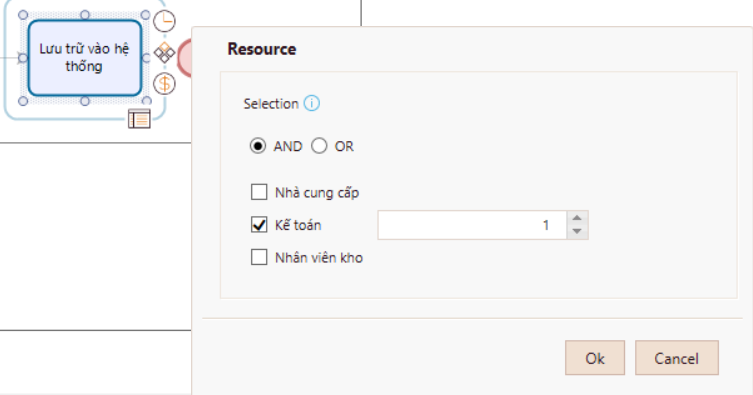 Lưu trữ vào hệ
thống
Resource
Selection
AND OR
Nhà cung cấp
Kế toán 1
Nhân viên kho
Ok Cancel